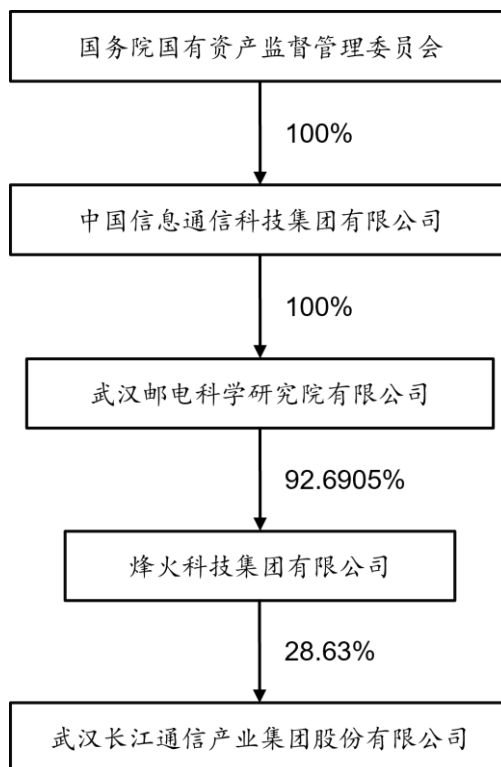 国务院国有资产监督管理委员会
100%
中国信息通信科技集团有限公司
100%
武汉邮电科学研究院有限公司
92.6905%
烽火科技集团有限公司
28.63%
武汉长江通信产业集团股份有限公司